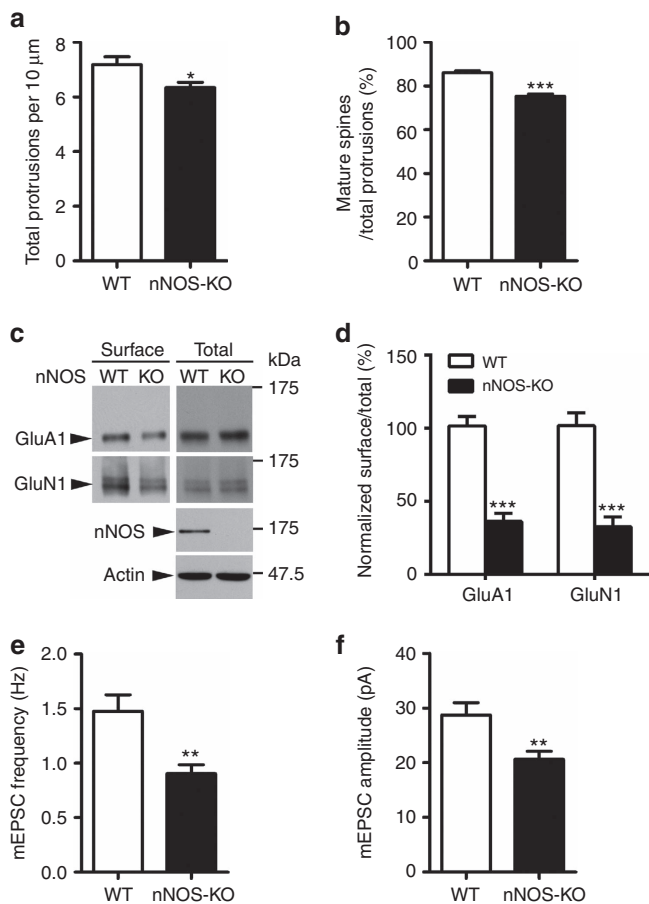 a
Total protrusions per 10 µm
8
6
4
2
0
*
WT
nNOS-KO
b
Mature spines
/total protrusions (%)
100
80
60
40
20
0
***
WT
nNOS-KO
c
Surface
Total
kDa
nNOS
WT
KO
WT
KO
175
GluA1
175
GluN1
nNOS
175
Actin
47.5
d
Normalized surface/total (%)
150
100
50
0
WT
nNOS-KO
***
***
GluA1
GluN1
e
mEPSC frequency (Hz)
2.0
1.5
1.0
0.5
0.0
**
WT
nNOS-KO
f
mEPSC amplitude (pA)
40
30
20
10
0
**
WT
nNOS-KO